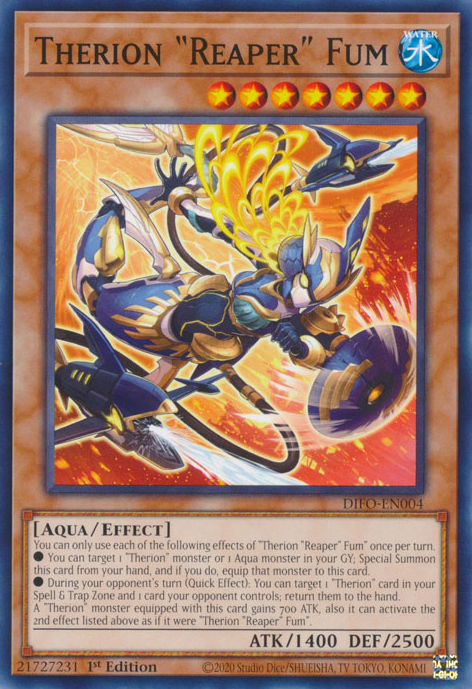 Therion "Reaper" Fum
WATER
水
DIFO-EN004
[Aqua/Effect]
You can only use each of the following effects of "Therion "Reaper" Fum" once per turn.
● You can target 1 "Therion" monster or 1 Aqua monster in your GY; Special Summon
this card from your hand, and if you do, equip that monster to this card.
● During your opponent's turn (Quick Effect): You can target 1 "Therion" card in your
Spell & Trap Zone and 1 card your opponent controls; return them to the hand.
A "Therion" monster equipped with this card gains 700 ATK, also it can activate the
2nd effect listed above as if it were "Therion "Reaper" Fum".
ATK/1400 DEF/2500
21727231 1st Edition ©2020 Studio Dice/SHUEISHA, TV TOKYO, KONAMI